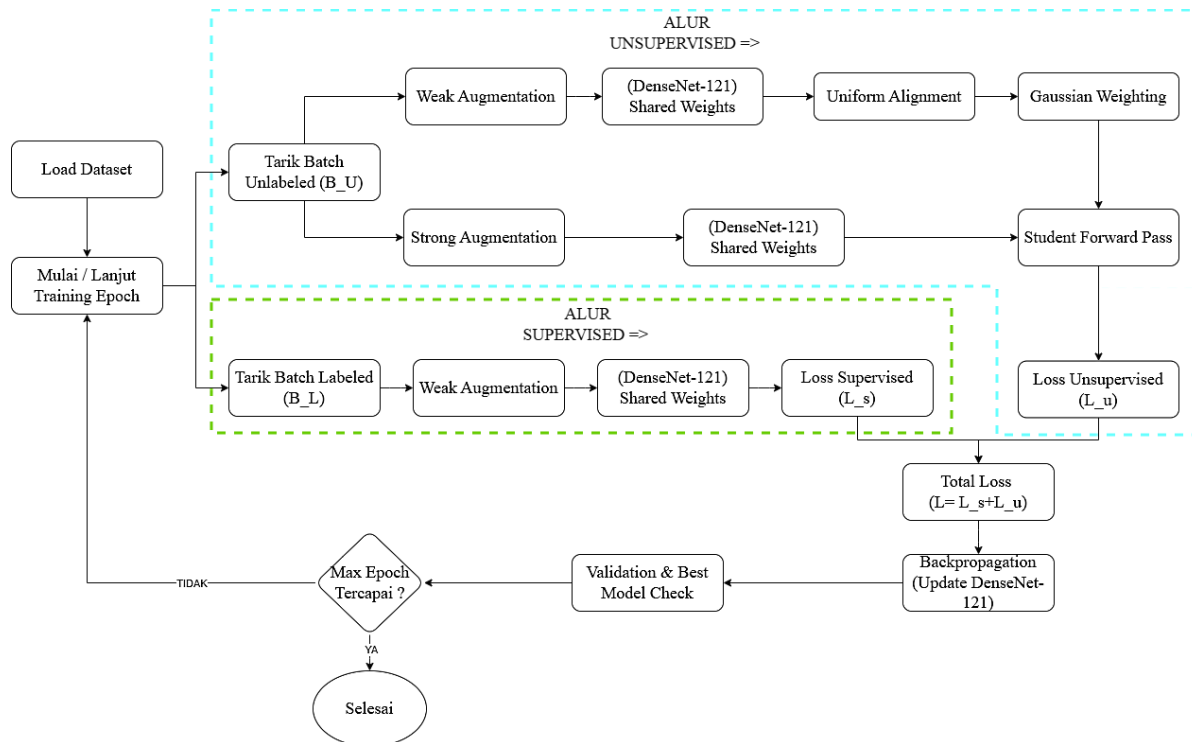 ALUR
UNSUPERVISED =>
Weak Augmentation
(DenseNet-121)
Shared Weights
Uniform Alignment
Gaussian Weighting
Load Dataset
Tarik Batch
Unlabeled (B_U)
Strong Augmentation
(DenseNet-121)
Shared Weights
Student Forward Pass
Mulai / Lanjut
Training Epoch
ALUR
SUPERVISED =>
Tarik Batch Labeled
(B_L)
Weak Augmentation
(DenseNet-121)
Shared Weights
Loss Supervised
(L_s)
Loss Unsupervised
(L_u)
Total Loss
(L= L_s+L_u)
Backpropagation
(Update DenseNet-
121)
Validation & Best
Model Check
Max Epoch
Tercapai ?
TIDAK
YA
Selesai